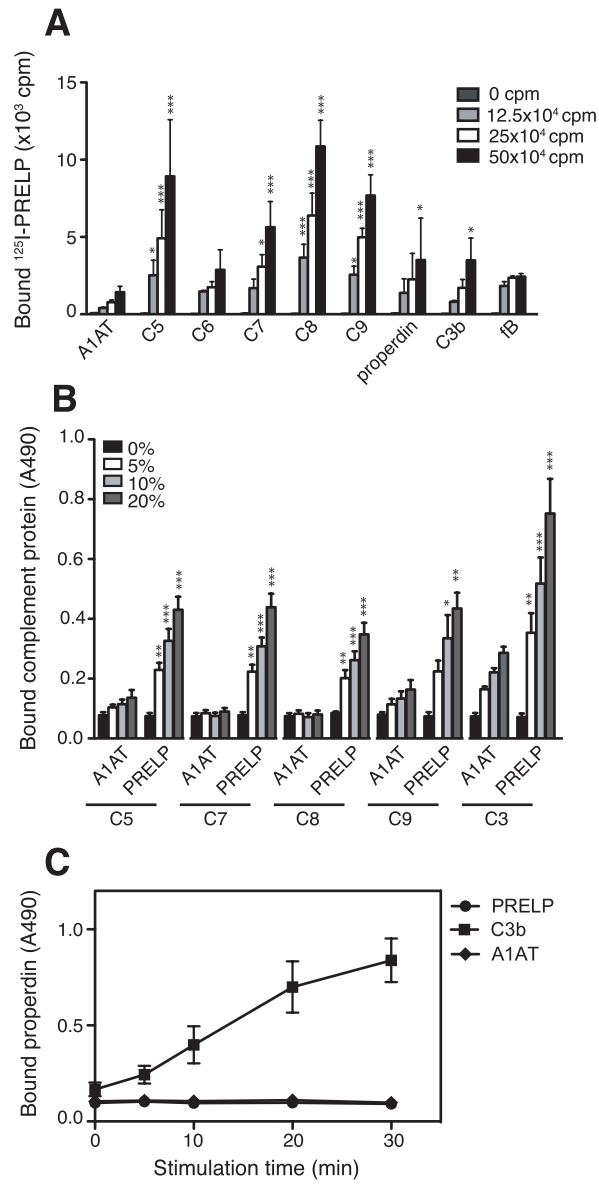 A
Bound ¹²⁵I-PRELP (x10³ cpm)
15
10
5
0
0 cpm
12.5x10⁴ cpm
25x10⁴ cpm
50x10⁴ cpm
* *** ***
* ***
*** *** ***
* *** ***
*
*
A1AT C5 C6 C7 C8 C9 properdin C3b fB
B
Bound complement protein (A490)
1.0
0.8
0.6
0.4
0.2
0.0
0%
5%
10%
20%
** *** ***
** *** ***
** *** ***
* **
** *** ***
A1AT PRELP A1AT PRELP A1AT PRELP A1AT PRELP A1AT PRELP
C5 C7 C8 C9 C3
C
Bound properdin (A490)
1.0
0.5
0.0
0 10 20 30
Stimulation time (min)
PRELP
C3b
A1AT